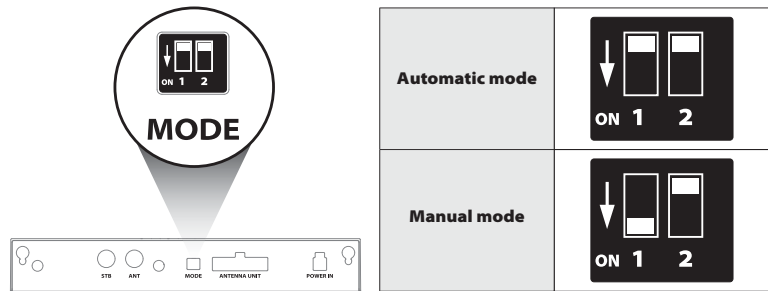 ON 1 2
MODE
STB ANT MODE ANTENNA UNIT POWER IN
Automatic mode
ON 1 2
Manual mode
ON 1 2